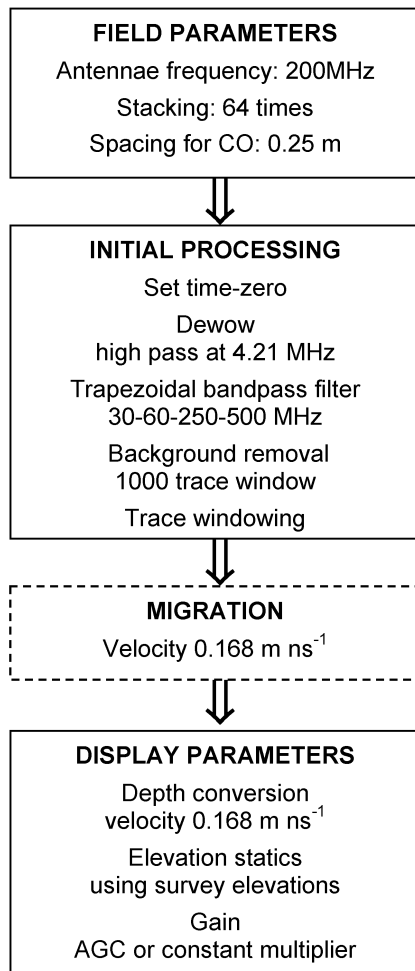 FIELD PARAMETERS
Antennae frequency: 200MHz
Stacking: 64 times
Spacing for CO: 0.25 m
INITIAL PROCESSING
Set time-zero
Dewow
high pass at 4.21 MHz
Trapezoidal bandpass filter
30-60-250-500 MHz
Background removal
1000 trace window
Trace windowing
MIGRATION
Velocity 0.168 m ns⁻¹
DISPLAY PARAMETERS
Depth conversion
velocity 0.168 m ns⁻¹
Elevation statics
using survey elevations
Gain
AGC or constant multiplier